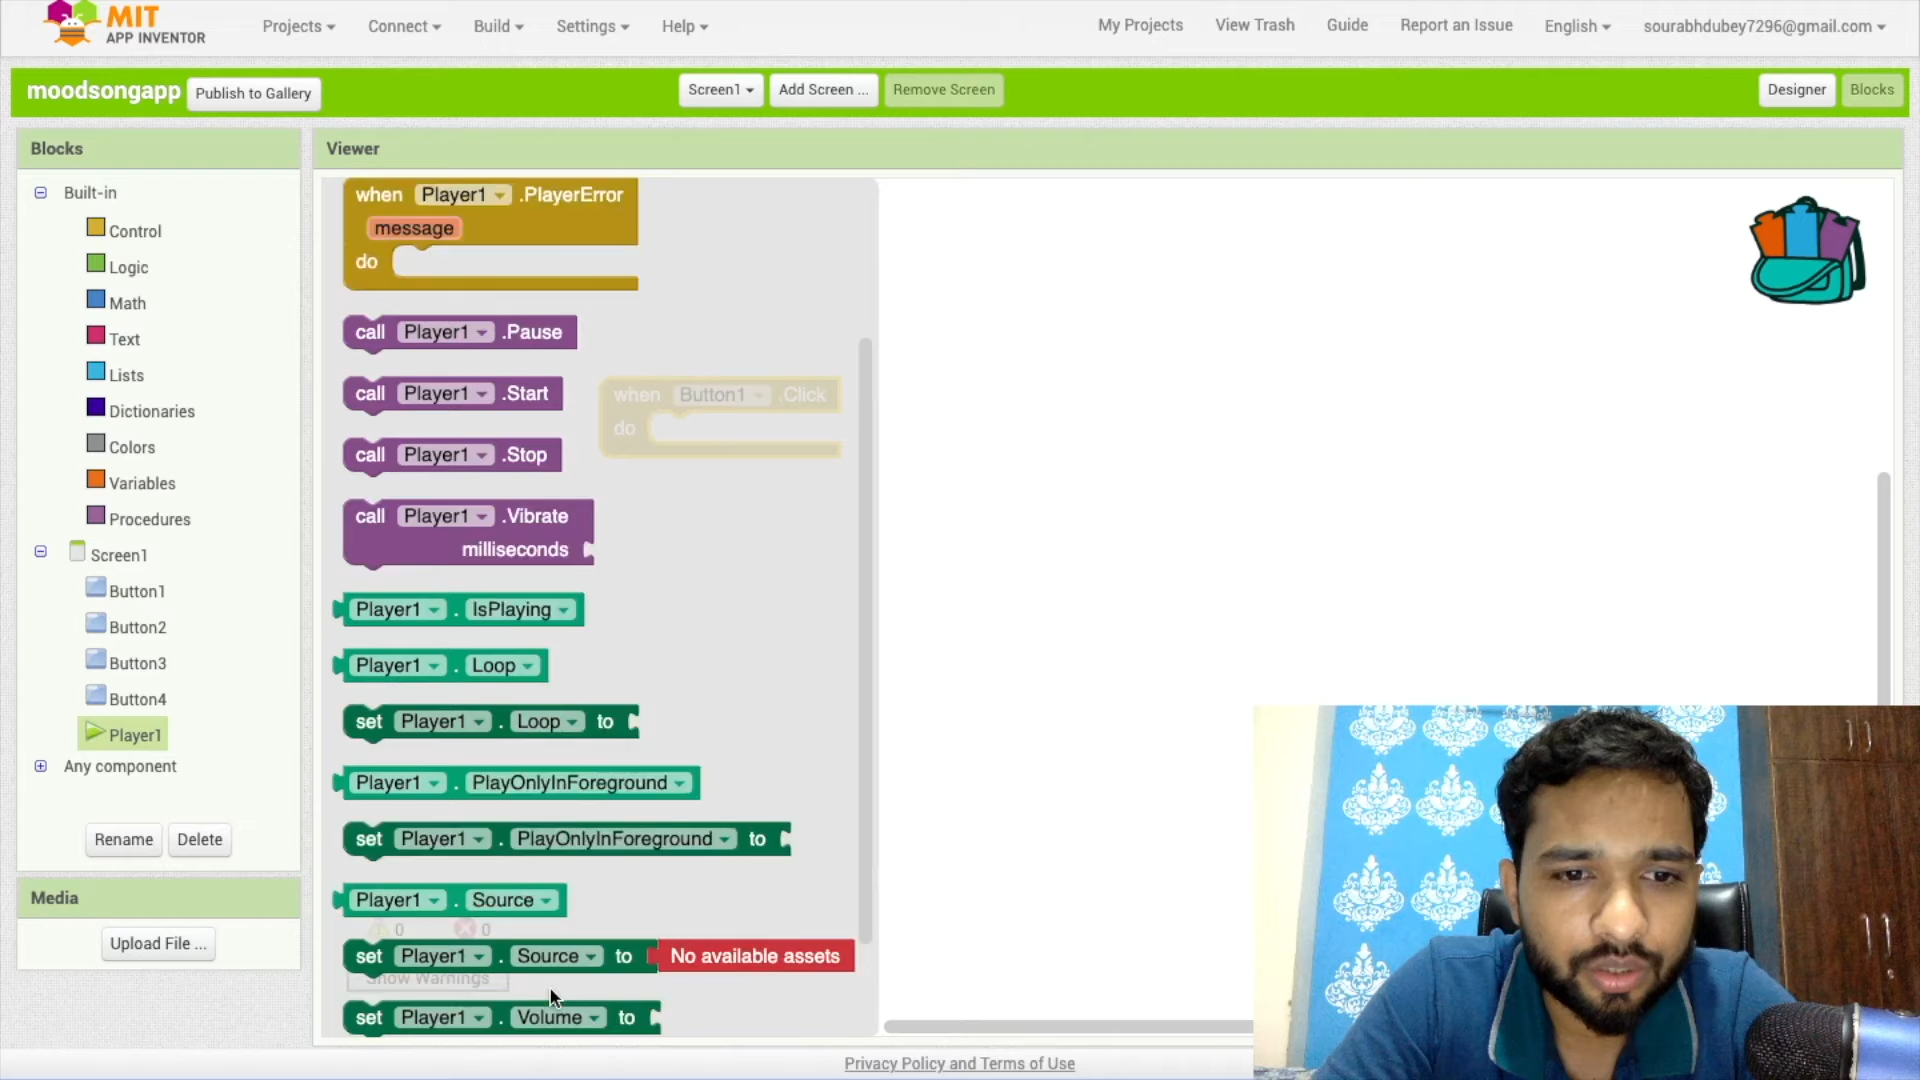 MIT
APP INVENTOR
Projects
Connect
Build
Settings
Help
My Projects
View Trash
Guide
Report an Issue
English
sourabhdubey7296@gmail.com
moodsongapp
Publish to Gallery
Screen1
Add Screen ...
Remove Screen
Designer
Blocks
Blocks
Built-in
Control
Logic
Math
Text
Lists
Dictionaries
Colors
Variables
Procedures
Screen1
Button1
Button2
Button3
Button4
Player1
Any component
Rename
Delete
Media
Upload File ...
Viewer
when Player1 .PlayerError
message
do
call Player1 .Pause
call Player1 .Start
call Player1 .Stop
call Player1 .Vibrate
milliseconds
when Button1 .Click
do
Player1 . IsPlaying
Player1 . Loop
set Player1 . Loop to
Player1 . PlayOnlyInForeground
set Player1 . PlayOnlyInForeground to
Player1 . Source
0 0
set Player1 . Source to No available assets
Show Warnings
set Player1 . Volume to
Privacy Policy and Terms of Use